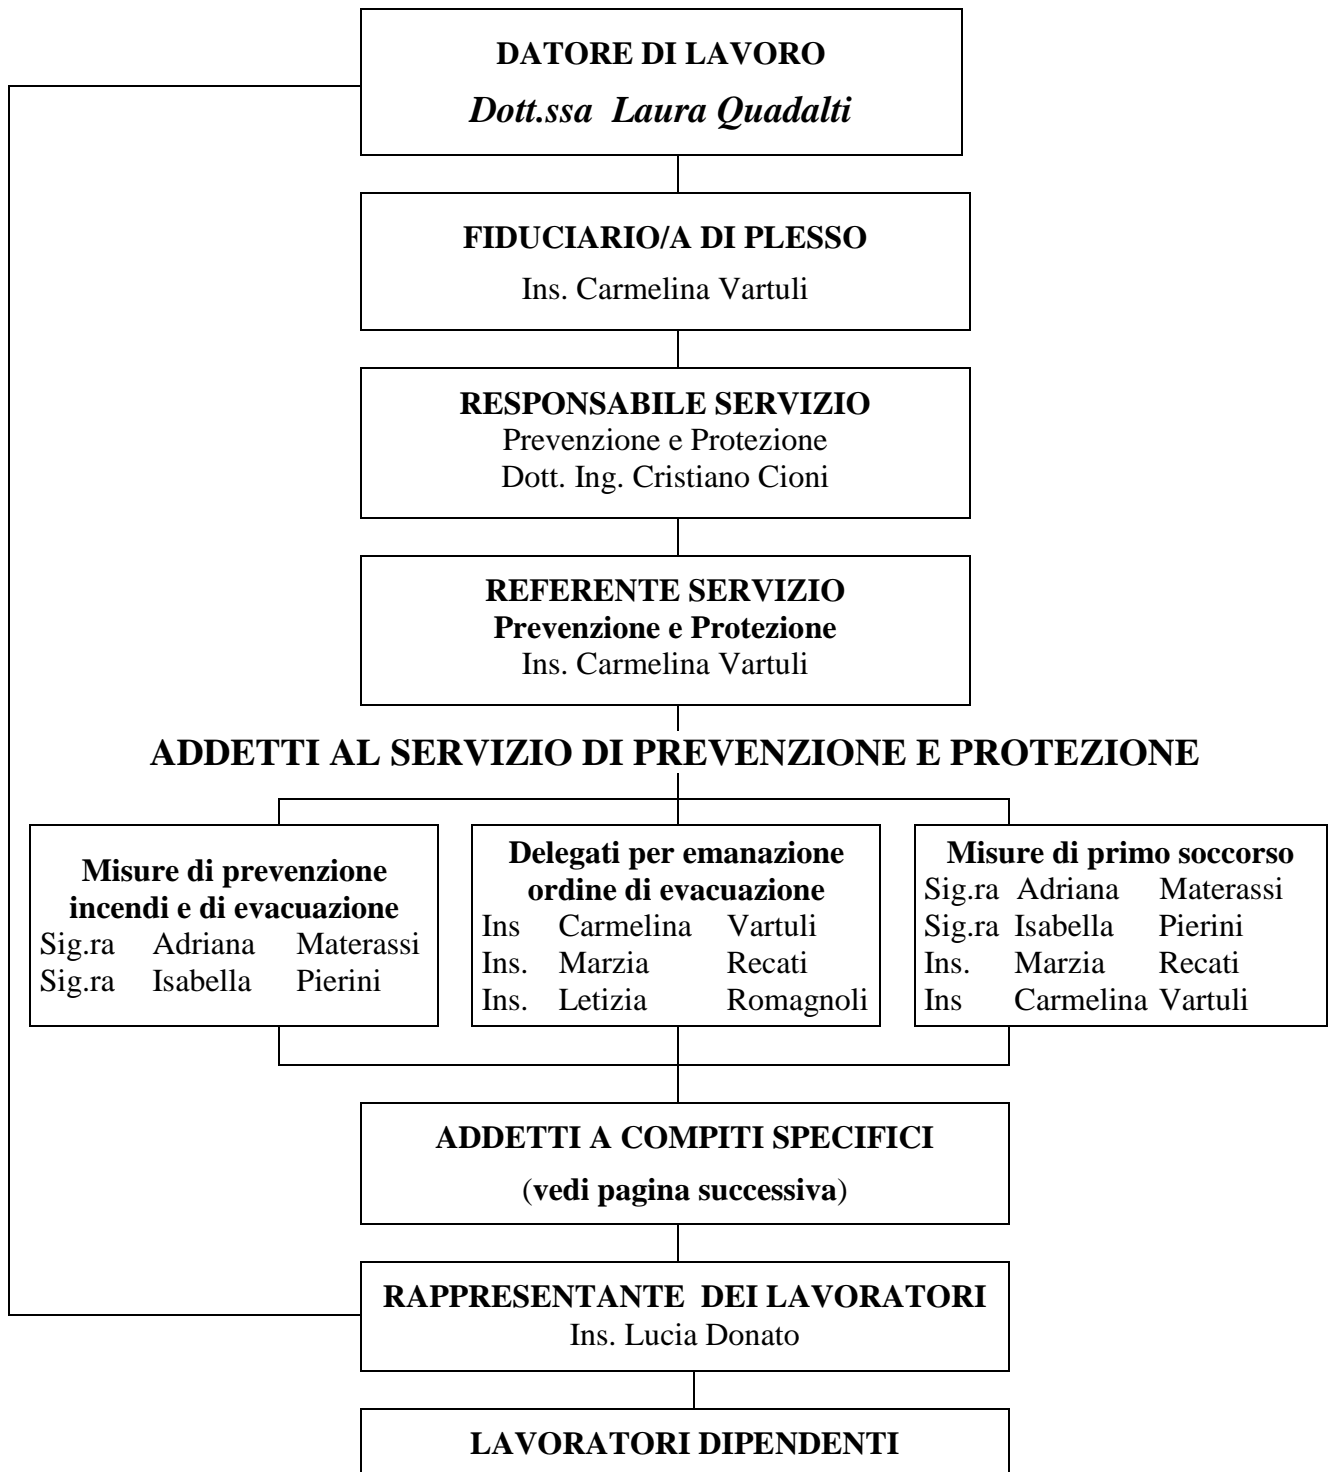 DATORE DI LAVORO
Dott.ssa Laura Quadalti
FIDUCIARIO/A DI PLESSO
Ins. Carmelina Vartuli
RESPONSABILE SERVIZIO
Prevenzione e Protezione
Dott. Ing. Cristiano Cioni
REFERENTE SERVIZIO
Prevenzione e Protezione
Ins. Carmelina Vartuli
ADDETTI AL SERVIZIO DI PREVENZIONE E PROTEZIONE
Misure di prevenzione
incendi e di evacuazione
Sig.ra Adriana Materassi
Sig.ra Isabella Pierini
Delegati per emanazione
ordine di evacuazione
Ins Carmelina Vartuli
Ins. Marzia Recati
Ins. Letizia Romagnoli
Misure di primo soccorso
Sig.ra Adriana Materassi
Sig.ra Isabella Pierini
Ins. Marzia Recati
Ins Carmelina Vartuli
ADDETTI A COMPITI SPECIFICI
(vedi pagina successiva)
RAPPRESENTANTE DEI LAVORATORI
Ins. Lucia Donato
LAVORATORI DIPENDENTI